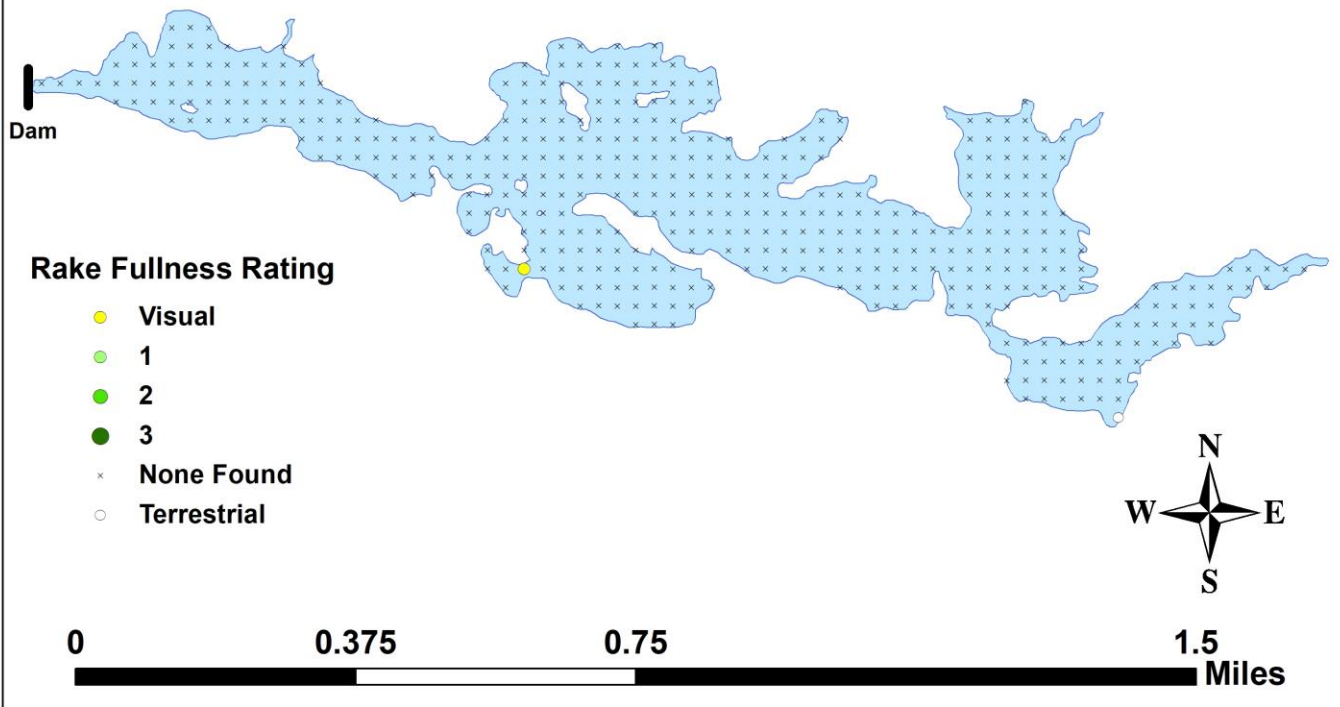 Dam
Rake Fullness Rating
Visual
1
2
3
None Found
Terrestrial
N
W E
S
0 0.375 0.75 1.5
Miles